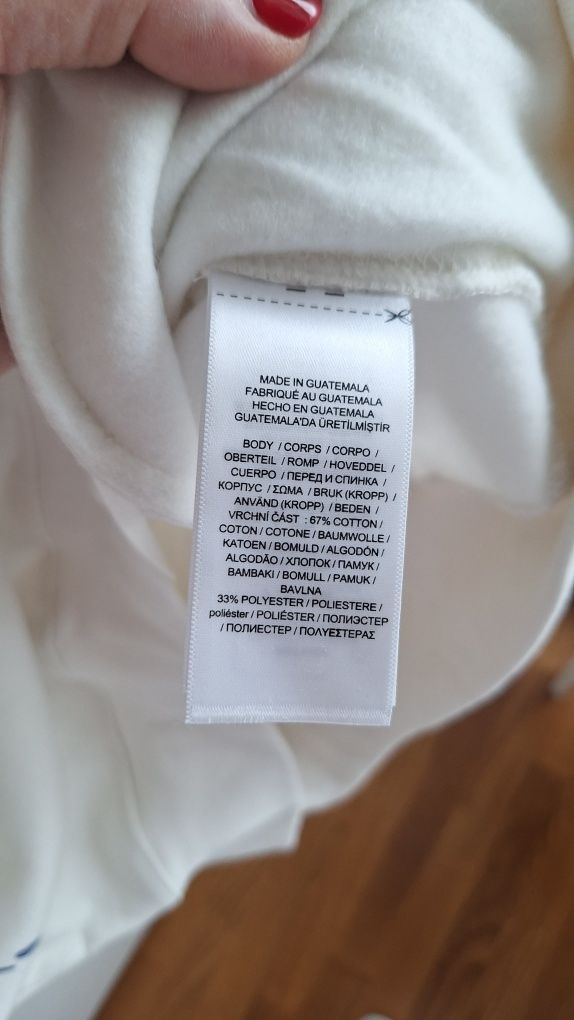 MADE IN GUATEMALA
FABRIQUÉ AU GUATEMALA
HECHO EN GUATEMALA
GUATEMALA'DA ÜRETİLMİŞTİR
BODY / CORPS / CORPO /
OBERTEIL / ROMP / HOVEDDEL /
CUERPO / ПЕРЕД И СПИНКА /
КОРПУС / ΣΩΜΑ / BRUK (KROPP) /
ANVÄND (KROPP) / BEDEN /
VRCHNÍ ČÁST : 67% COTTON /
COTON / COTONE / BAUMWOLLE /
KATOEN / BOMULD / ALGODÓN /
ALGODÃO / ХЛОПОК / ПАМУК /
BAMBAKI / BOMULL / PAMUK /
BAVLNA
33% POLYESTER / POLIESTERE /
poliéster / POLIÉSTER / ПОЛИЭСТЕР
/ ПОЛИЕСТЕР / ΠΟΛΥΕΣΤΕΡΑΣ